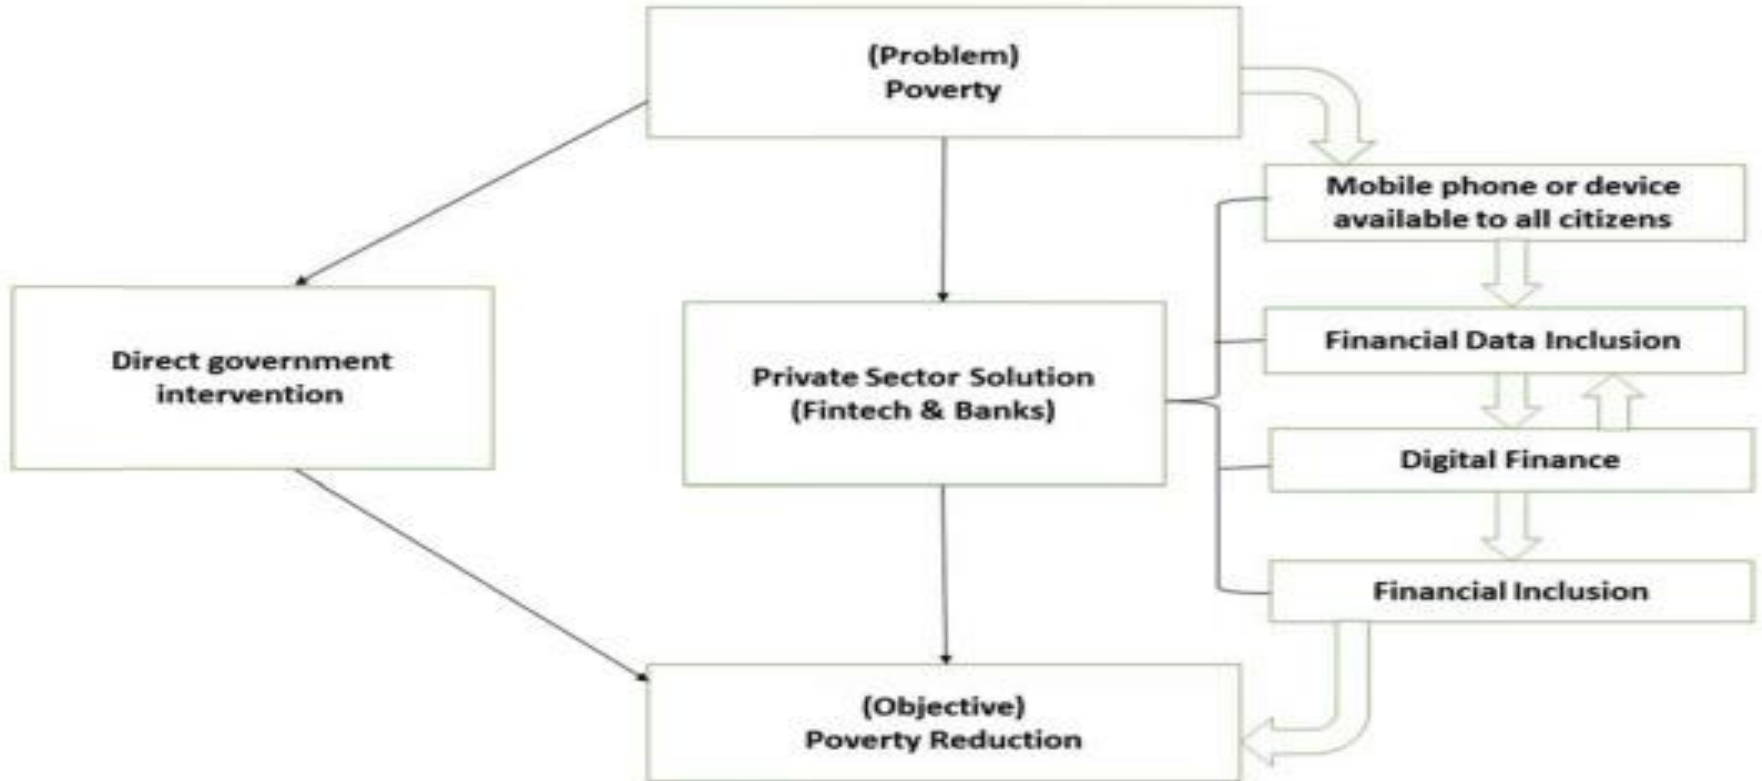 (Problem)
Poverty
Mobile phone or device
available to all citizens
Financial Data Inclusion
Direct government
intervention
Private Sector Solution
(Fintech & Banks)
Digital Finance
Financial Inclusion
(Objective)
Poverty Reduction